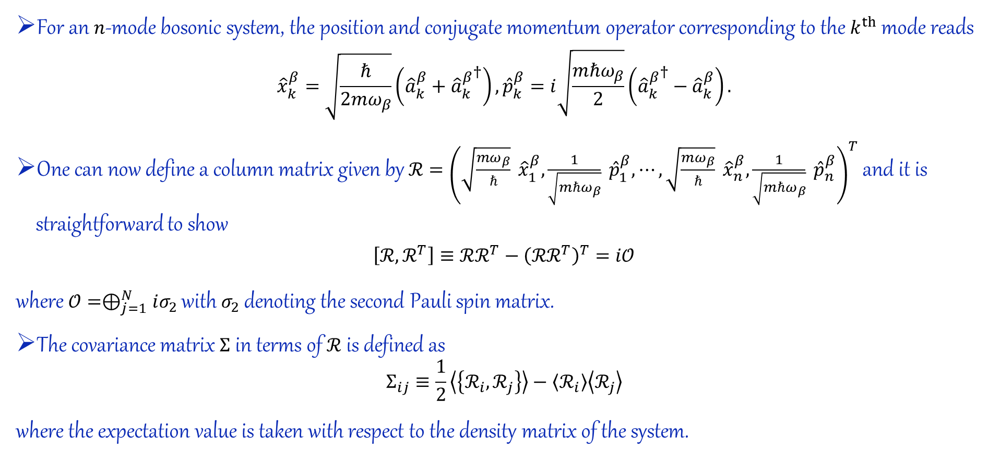 ➢For an n-mode bosonic system, the position and conjugate momentum operator corresponding to the kᵗʰ mode reads
$\hat{x}_k^\beta = \sqrt{\frac{\hbar}{2m\omega_\beta}}\left(\hat{a}_k^\beta + \hat{a}_k^{\beta\dagger}\right), \hat{p}_k^\beta = i\sqrt{\frac{m\hbar\omega_\beta}{2}}\left(\hat{a}_k^{\beta\dagger} - \hat{a}_k^\beta\right).$
➢One can now define a column matrix given by $\mathcal{R} = \left(\sqrt{\frac{m\omega_\beta}{\hbar}}\ \hat{x}_1^\beta, \frac{1}{\sqrt{m\hbar\omega_\beta}}\ \hat{p}_1^\beta, \cdots, \sqrt{\frac{m\omega_\beta}{\hbar}}\ \hat{x}_n^\beta, \frac{1}{\sqrt{m\hbar\omega_\beta}}\ \hat{p}_n^\beta\right)^T$ and it is
straightforward to show
$[\mathcal{R}, \mathcal{R}^T] \equiv \mathcal{R}\mathcal{R}^T - (\mathcal{R}\mathcal{R}^T)^T = i\mathcal{O}$
where $\mathcal{O} = \oplus_{j=1}^N i\sigma_2$ with $\sigma_2$ denoting the second Pauli spin matrix.
➢The covariance matrix Σ in terms of $\mathcal{R}$ is defined as
$\Sigma_{ij} \equiv \frac{1}{2}\langle\{\mathcal{R}_i, \mathcal{R}_j\}\rangle - \langle\mathcal{R}_i\rangle\langle\mathcal{R}_j\rangle$
where the expectation value is taken with respect to the density matrix of the system.